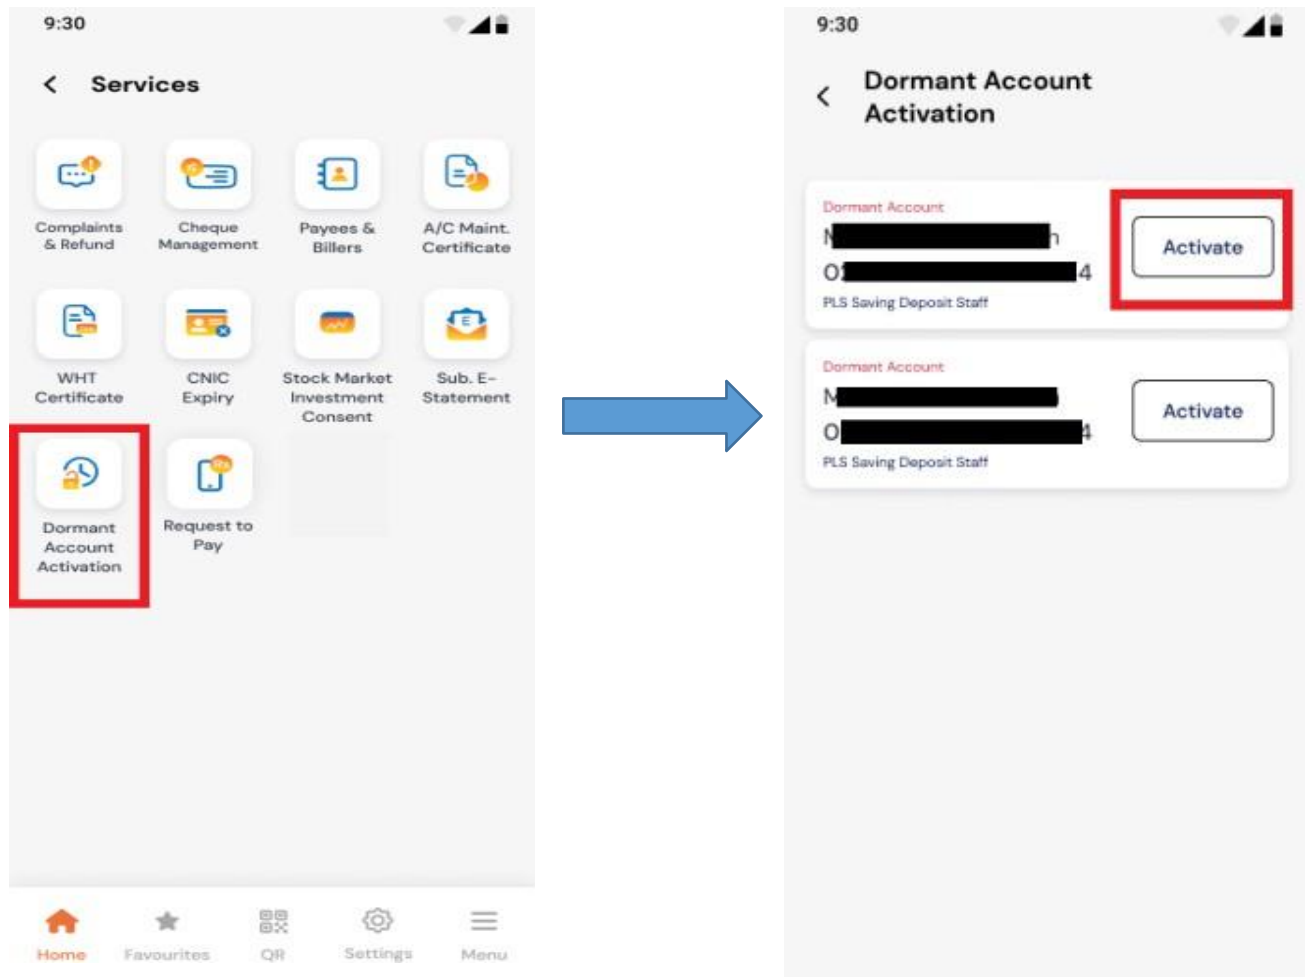 9:30
Services
Complaints
& Refund
Cheque
Management
Payees &
Billers
A/C Maint.
Certificate
WHT
Certificate
CNIC
Expiry
Stock Market
Investment
Consent
Sub. E-
Statement
Dormant
Account
Activation
Request to
Pay
Home
Favourites
QR
Settings
Menu
9:30
Dormant Account
Activation
Dormant Account
PLS Saving Deposit Staff
Activate
Dormant Account
PLS Saving Deposit Staff
Activate